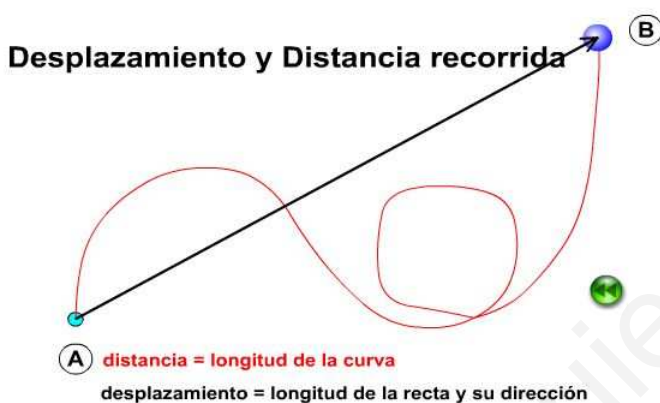 B
Desplazamiento y Distancia recorrida
A distancia = longitud de la curva
desplazamiento = longitud de la recta y su dirección